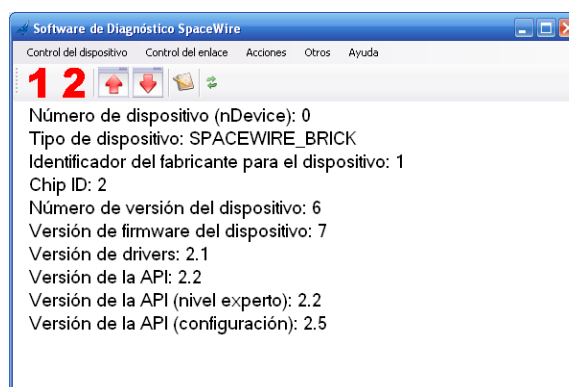 Software de Diagnóstico SpaceWire
Control del dispositivo Control del enlace Acciones Otros Ayuda
1 2
Número de dispositivo (nDevice): 0
Tipo de dispositivo: SPACEWIRE_BRICK
Identificador del fabricante para el dispositivo: 1
Chip ID: 2
Número de versión del dispositivo: 6
Versión de firmware del dispositivo: 7
Versión de drivers: 2.1
Versión de la API: 2.2
Versión de la API (nivel experto): 2.2
Versión de la API (configuración): 2.5